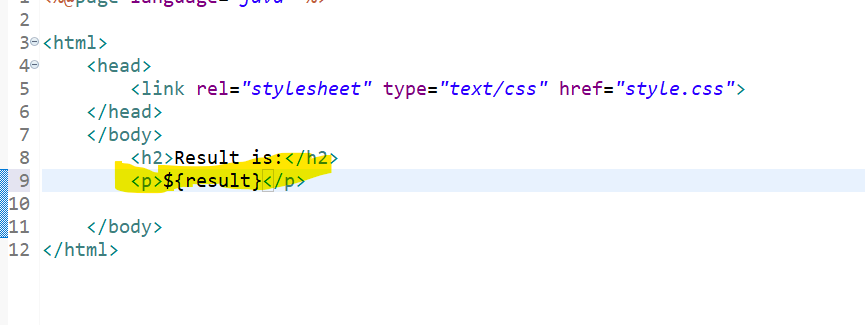 <%@page language="java" %>
2
3 <html>
4 <head>
5 <link rel="stylesheet" type="text/css" href="style.css">
6 </head>
7 </body>
8 <h2>Result is:</h2>
9 <p>${result}</p>
10
11 </body>
12 </html>